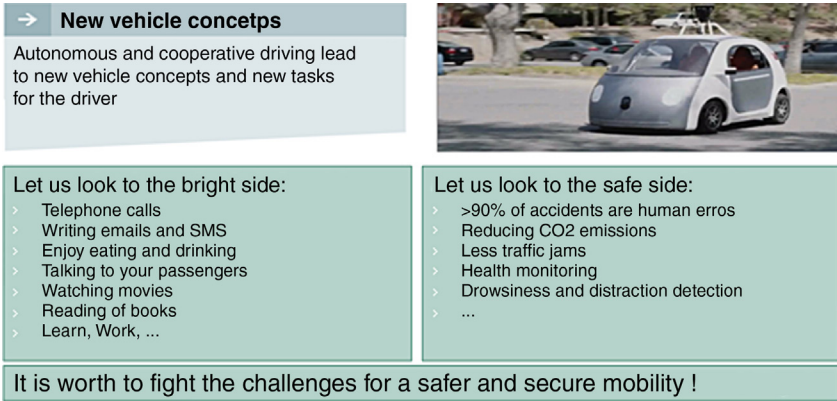 New vehicle concetps
Autonomous and cooperative driving lead
to new vehicle concepts and new tasks
for the driver
Let us look to the bright side:
Telephone calls
Writing emails and SMS
Enjoy eating and drinking
Talking to your passengers
Watching movies
Reading of books
Learn, Work, ...
Let us look to the safe side:
>90% of accidents are human erros
Reducing CO2 emissions
Less traffic jams
Health monitoring
Drowsiness and distraction detection
...
It is worth to fight the challenges for a safer and secure mobility !